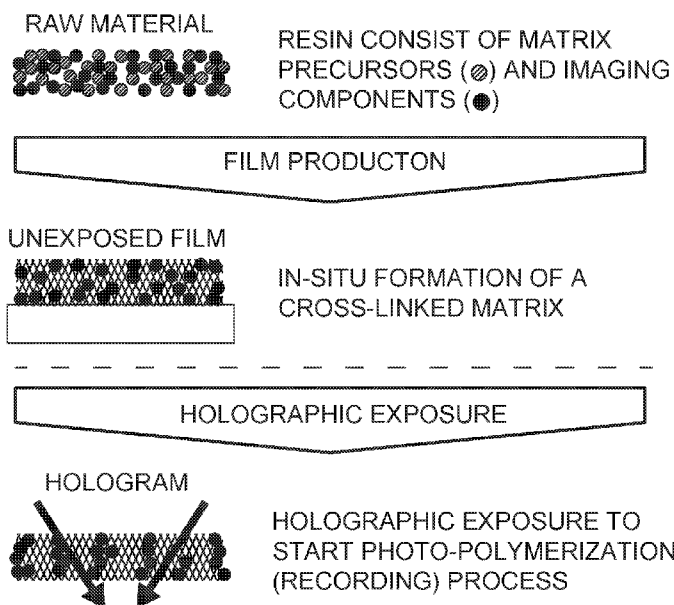 RAW MATERIAL
RESIN CONSIST OF MATRIX
PRECURSORS () AND IMAGING
COMPONENTS ()
FILM PRODUCTON
UNEXPOSED FILM
IN-SITU FORMATION OF A
CROSS-LINKED MATRIX
HOLOGRAPHIC EXPOSURE
HOLOGRAM
HOLOGRAPHIC EXPOSURE TO
START PHOTO-POLYMERIZATION
(RECORDING) PROCESS